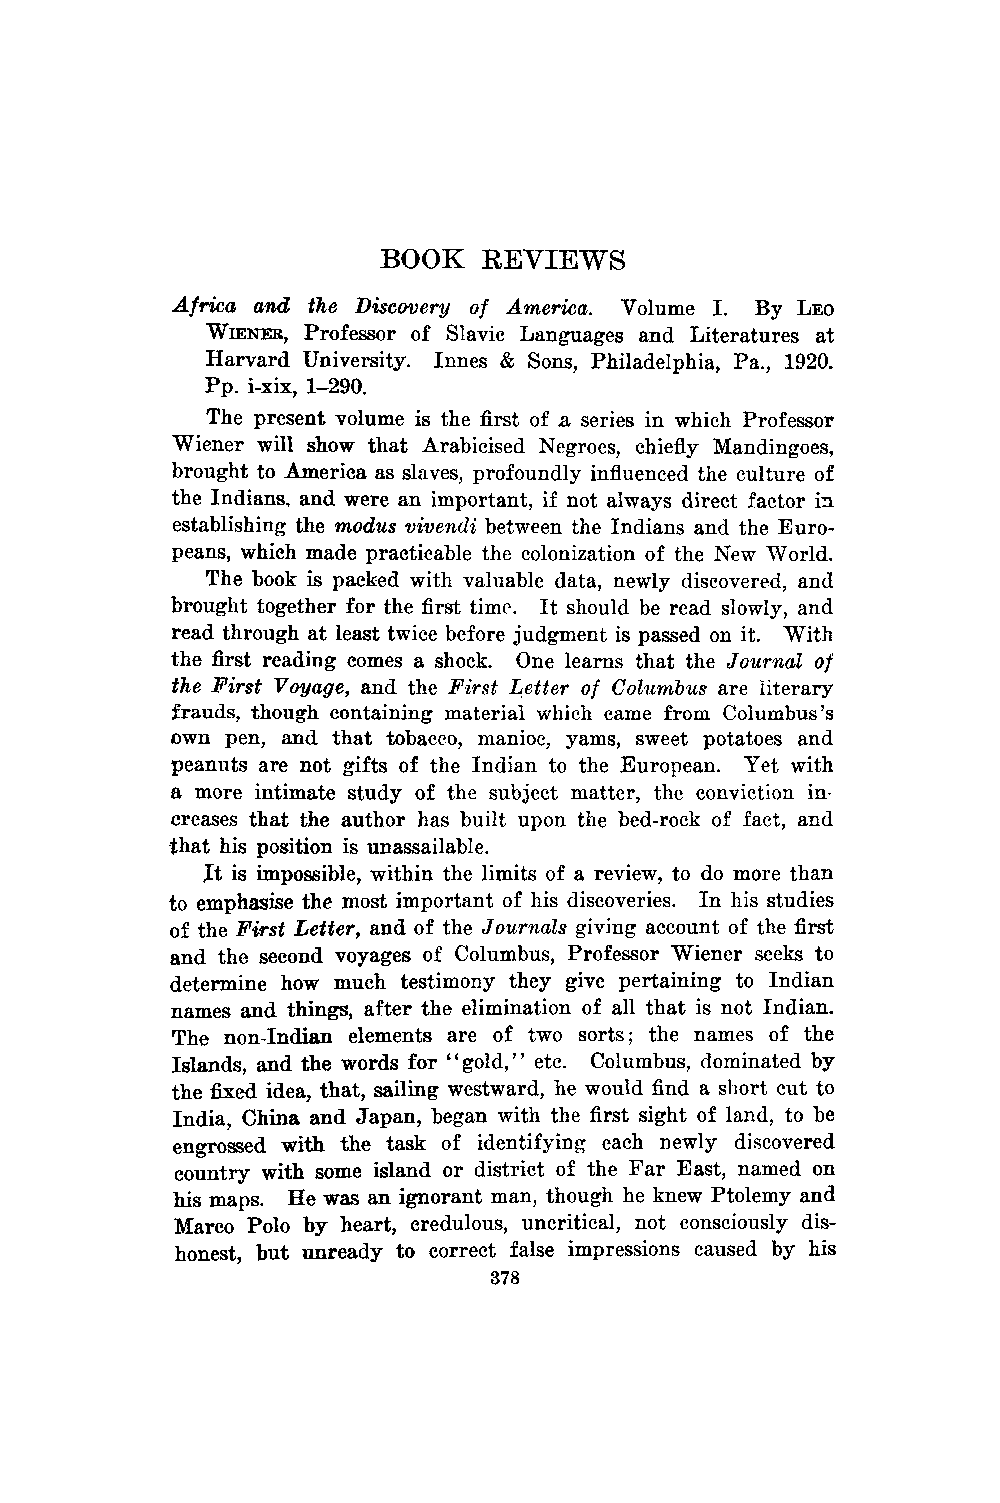 BOOK REVIEWS
Africa and the Discovery of America. Volume I. By LEO
WIENER, Professor of Slavic Languages and Literatures at
Harvard University. Innes & Sons, Philadelphia, Pa., 1920.
Pp. i-xix, 1–290.
The present volume is the first of a series in which Professor
Wiener will show that Arabicised Negroes, chiefly Mandingoes,
brought to America as slaves, profoundly influenced the culture of
the Indians, and were an important, if not always direct factor in
establishing the modus vivendi between the Indians and the Euro-
peans, which made practicable the colonization of the New World.
The book is packed with valuable data, newly discovered, and
brought together for the first time. It should be read slowly, and
read through at least twice before judgment is passed on it. With
the first reading comes a shock. One learns that the Journal of
the First Voyage, and the First Letter of Columbus are literary
frauds, though containing material which came from Columbus's
own pen, and that tobacco, manioc, yams, sweet potatoes and
peanuts are not gifts of the Indian to the European. Yet with
a more intimate study of the subject matter, the conviction in-
creases that the author has built upon the bed-rock of fact, and
that his position is unassailable.
It is impossible, within the limits of a review, to do more than
to emphasise the most important of his discoveries. In his studies
of the First Letter, and of the Journals giving account of the first
and the second voyages of Columbus, Professor Wiener seeks to
determine how much testimony they give pertaining to Indian
names and things, after the elimination of all that is not Indian.
The non-Indian elements are of two sorts; the names of the
Islands, and the words for "gold," etc. Columbus, dominated by
the fixed idea, that, sailing westward, he would find a short cut to
India, China and Japan, began with the first sight of land, to be
engrossed with the task of identifying each newly discovered
country with some island or district of the Far East, named on
his maps. He was an ignorant man, though he knew Ptolemy and
Marco Polo by heart, credulous, uncritical, not consciously dis-
honest, but unready to correct false impressions caused by his
378